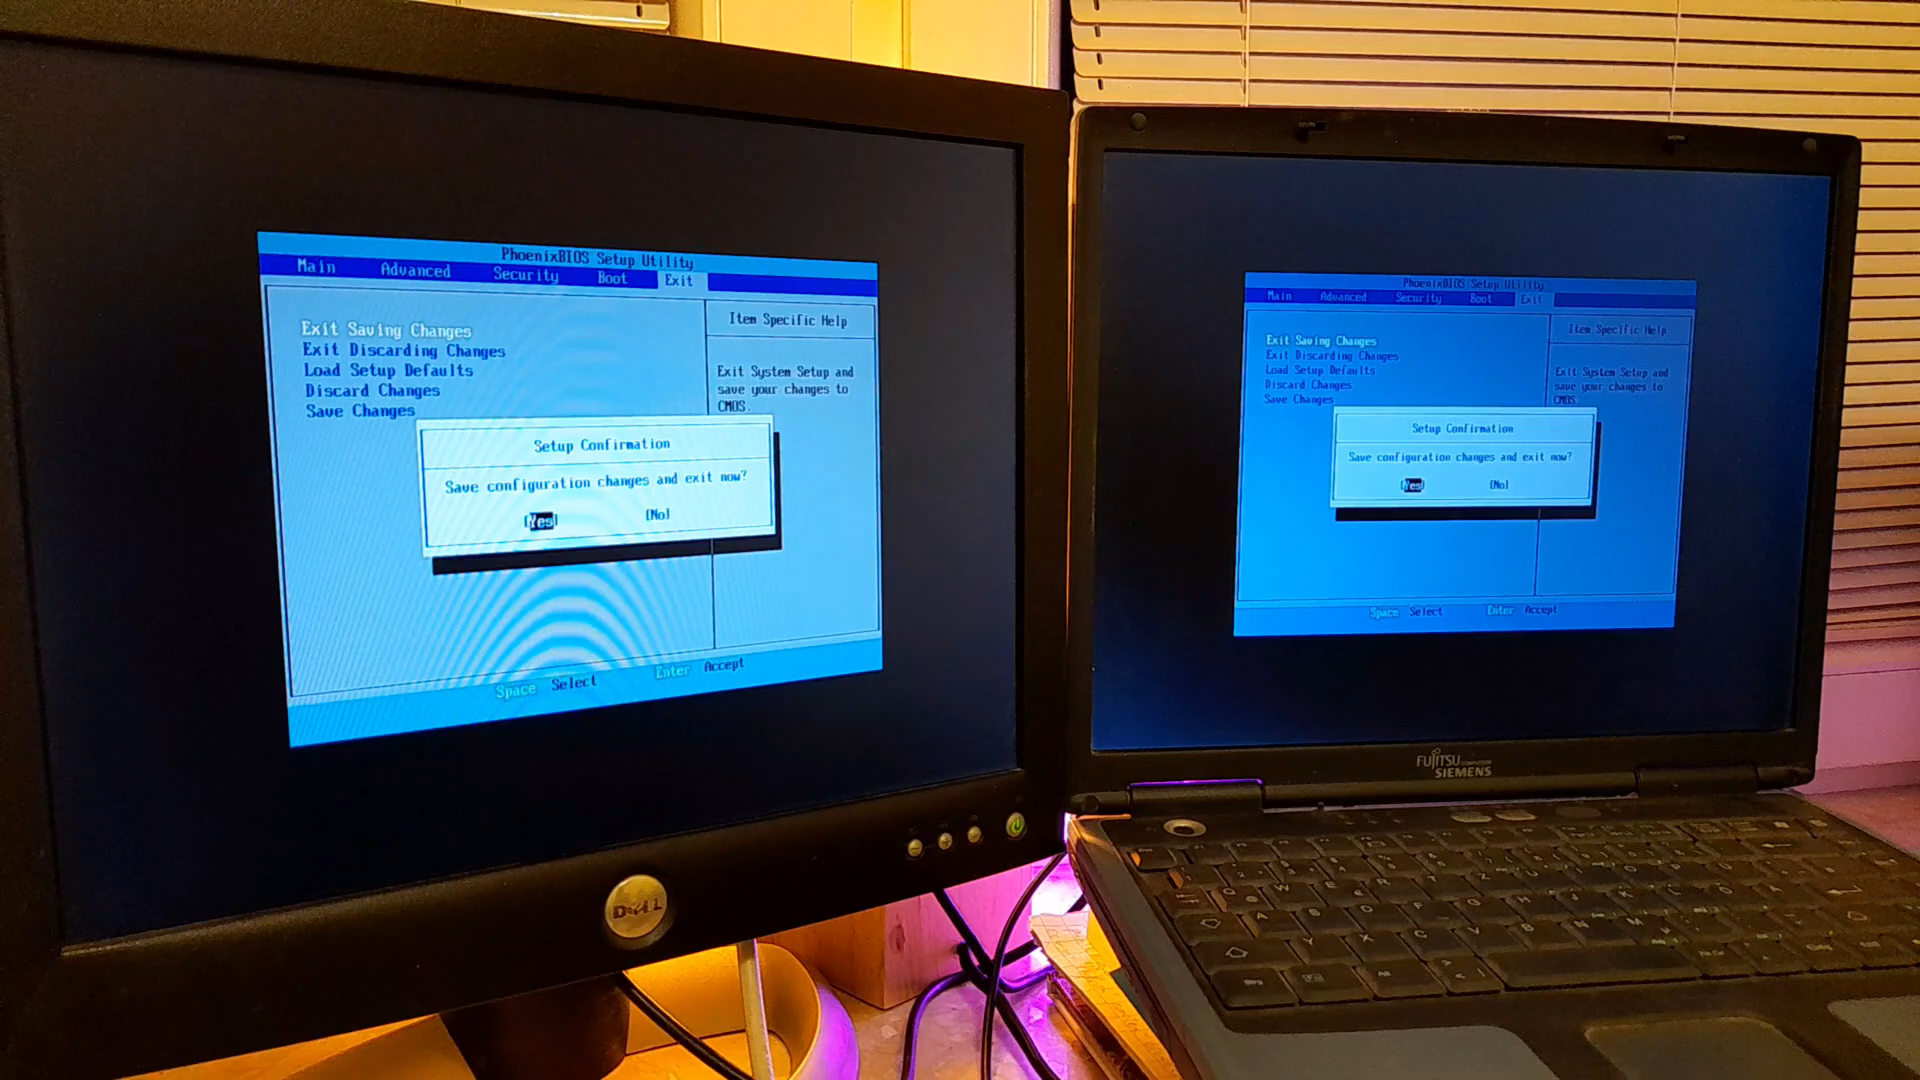 PhoenixBIOS Setup Utility
Main Advanced Security Boot Exit
Exit Saving Changes
Exit Discarding Changes
Load Setup Defaults
Discard Changes
Save Changes
Item Specific Help
Exit System Setup and
save your changes to
CMOS.
Setup Confirmation
Save configuration changes and exit now?
[Yes] [No]
Space Select Enter Accept
DELL
PhoenixBIOS Setup Utility
Main Advanced Security Boot Exit
Exit Saving Changes
Exit Discarding Changes
Load Setup Defaults
Discard Changes
Save Changes
Item Specific Help
Exit System Setup and
save your changes to
CMOS.
Setup Confirmation
Save configuration changes and exit now?
[Yes] [No]
Space Select Enter Accept
FUJITSU COMPUTERS
SIEMENS